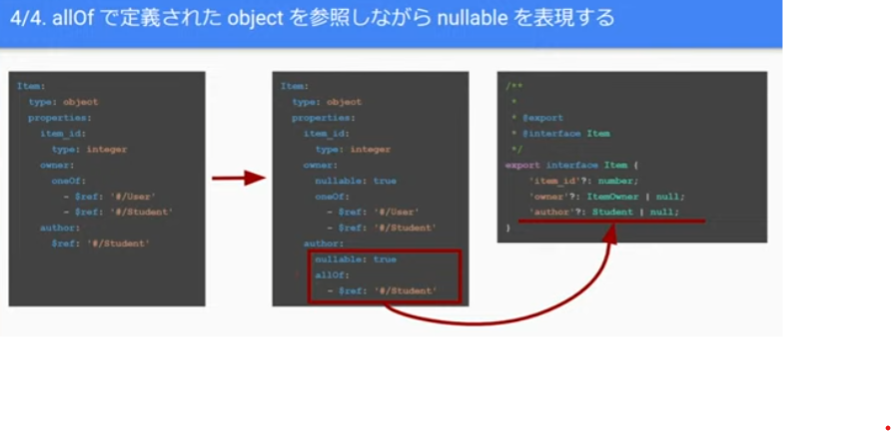 4/4. allOf で定義された object を参照しながら nullable を表現する
Item:
type: object
properties:
item_id:
type: integer
owner:
oneOf:
- $ref: '#/User'
- $ref: '#/Student'
author:
$ref: '#/Student'
Item:
type: object
properties:
item_id:
type: integer
owner:
nullable: true
oneOf:
- $ref: '#/User'
- $ref: '#/Student'
author:
nullable: true
allOf:
- $ref: '#/Student'
/**
*
* @export
* @interface Item
*/
export interface Item {
'item_id'?: number;
'owner'?: ItemOwner | null;
'author'?: Student | null;
}